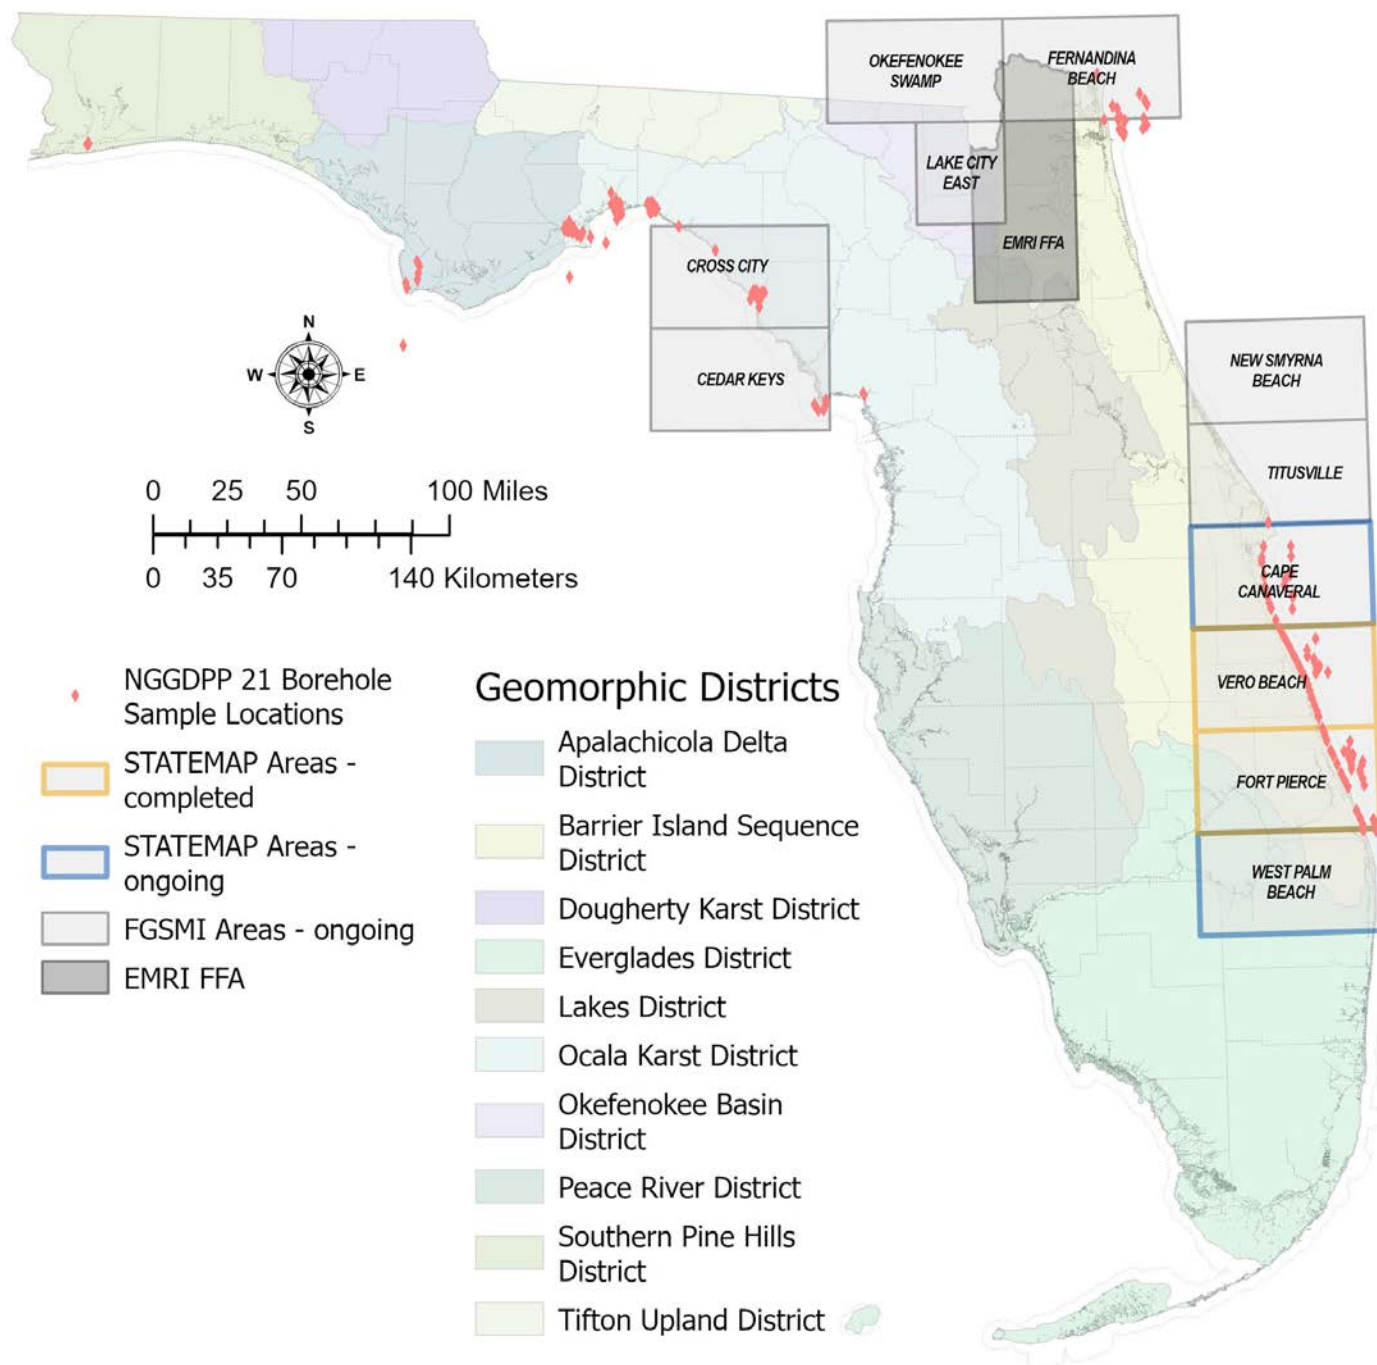 OKEFENOKEE
SWAMP
FERNANDINA
BEACH
LAKE CITY
EAST
EMRI FFA
CROSS CITY
CEDAR KEYS
NEW SMYRNA
BEACH
TITUSVILLE
CAPE
CANAVERAL
VERO BEACH
FORT PIERCE
WEST PALM
BEACH
N
W E
S
0 25 50 100 Miles
0 35 70 140 Kilometers
NGGDPP 21 Borehole
Sample Locations
STATEMAP Areas -
completed
STATEMAP Areas -
ongoing
FGSMI Areas - ongoing
EMRI FFA
Geomorphic Districts
Apalachicola Delta
District
Barrier Island Sequence
District
Dougherty Karst District
Everglades District
Lakes District
Ocala Karst District
Okefenokee Basin
District
Peace River District
Southern Pine Hills
District
Tifton Upland District